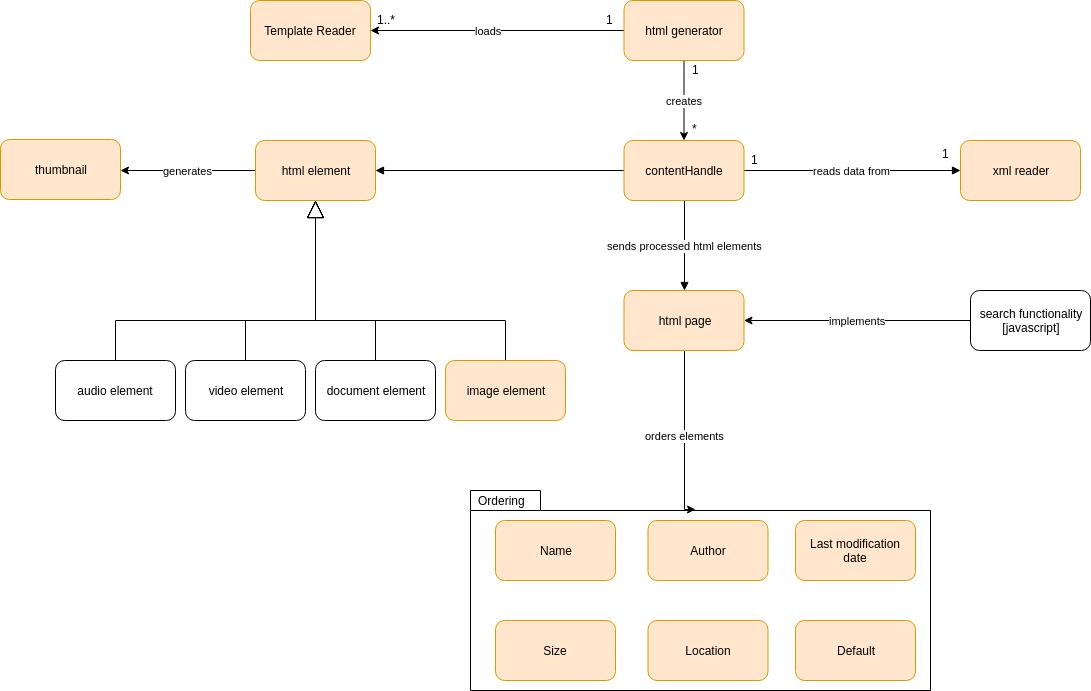 Template Reader
1..*
loads
1
html generator
1
creates
*
thumbnail
generates
html element
contentHandle
1
reads data from
1
xml reader
sends processed html elements
html page
implements
search functionality
[javascript]
audio element
video element
document element
image element
orders elements
Ordering
Name
Author
Last modification
date
Size
Location
Default